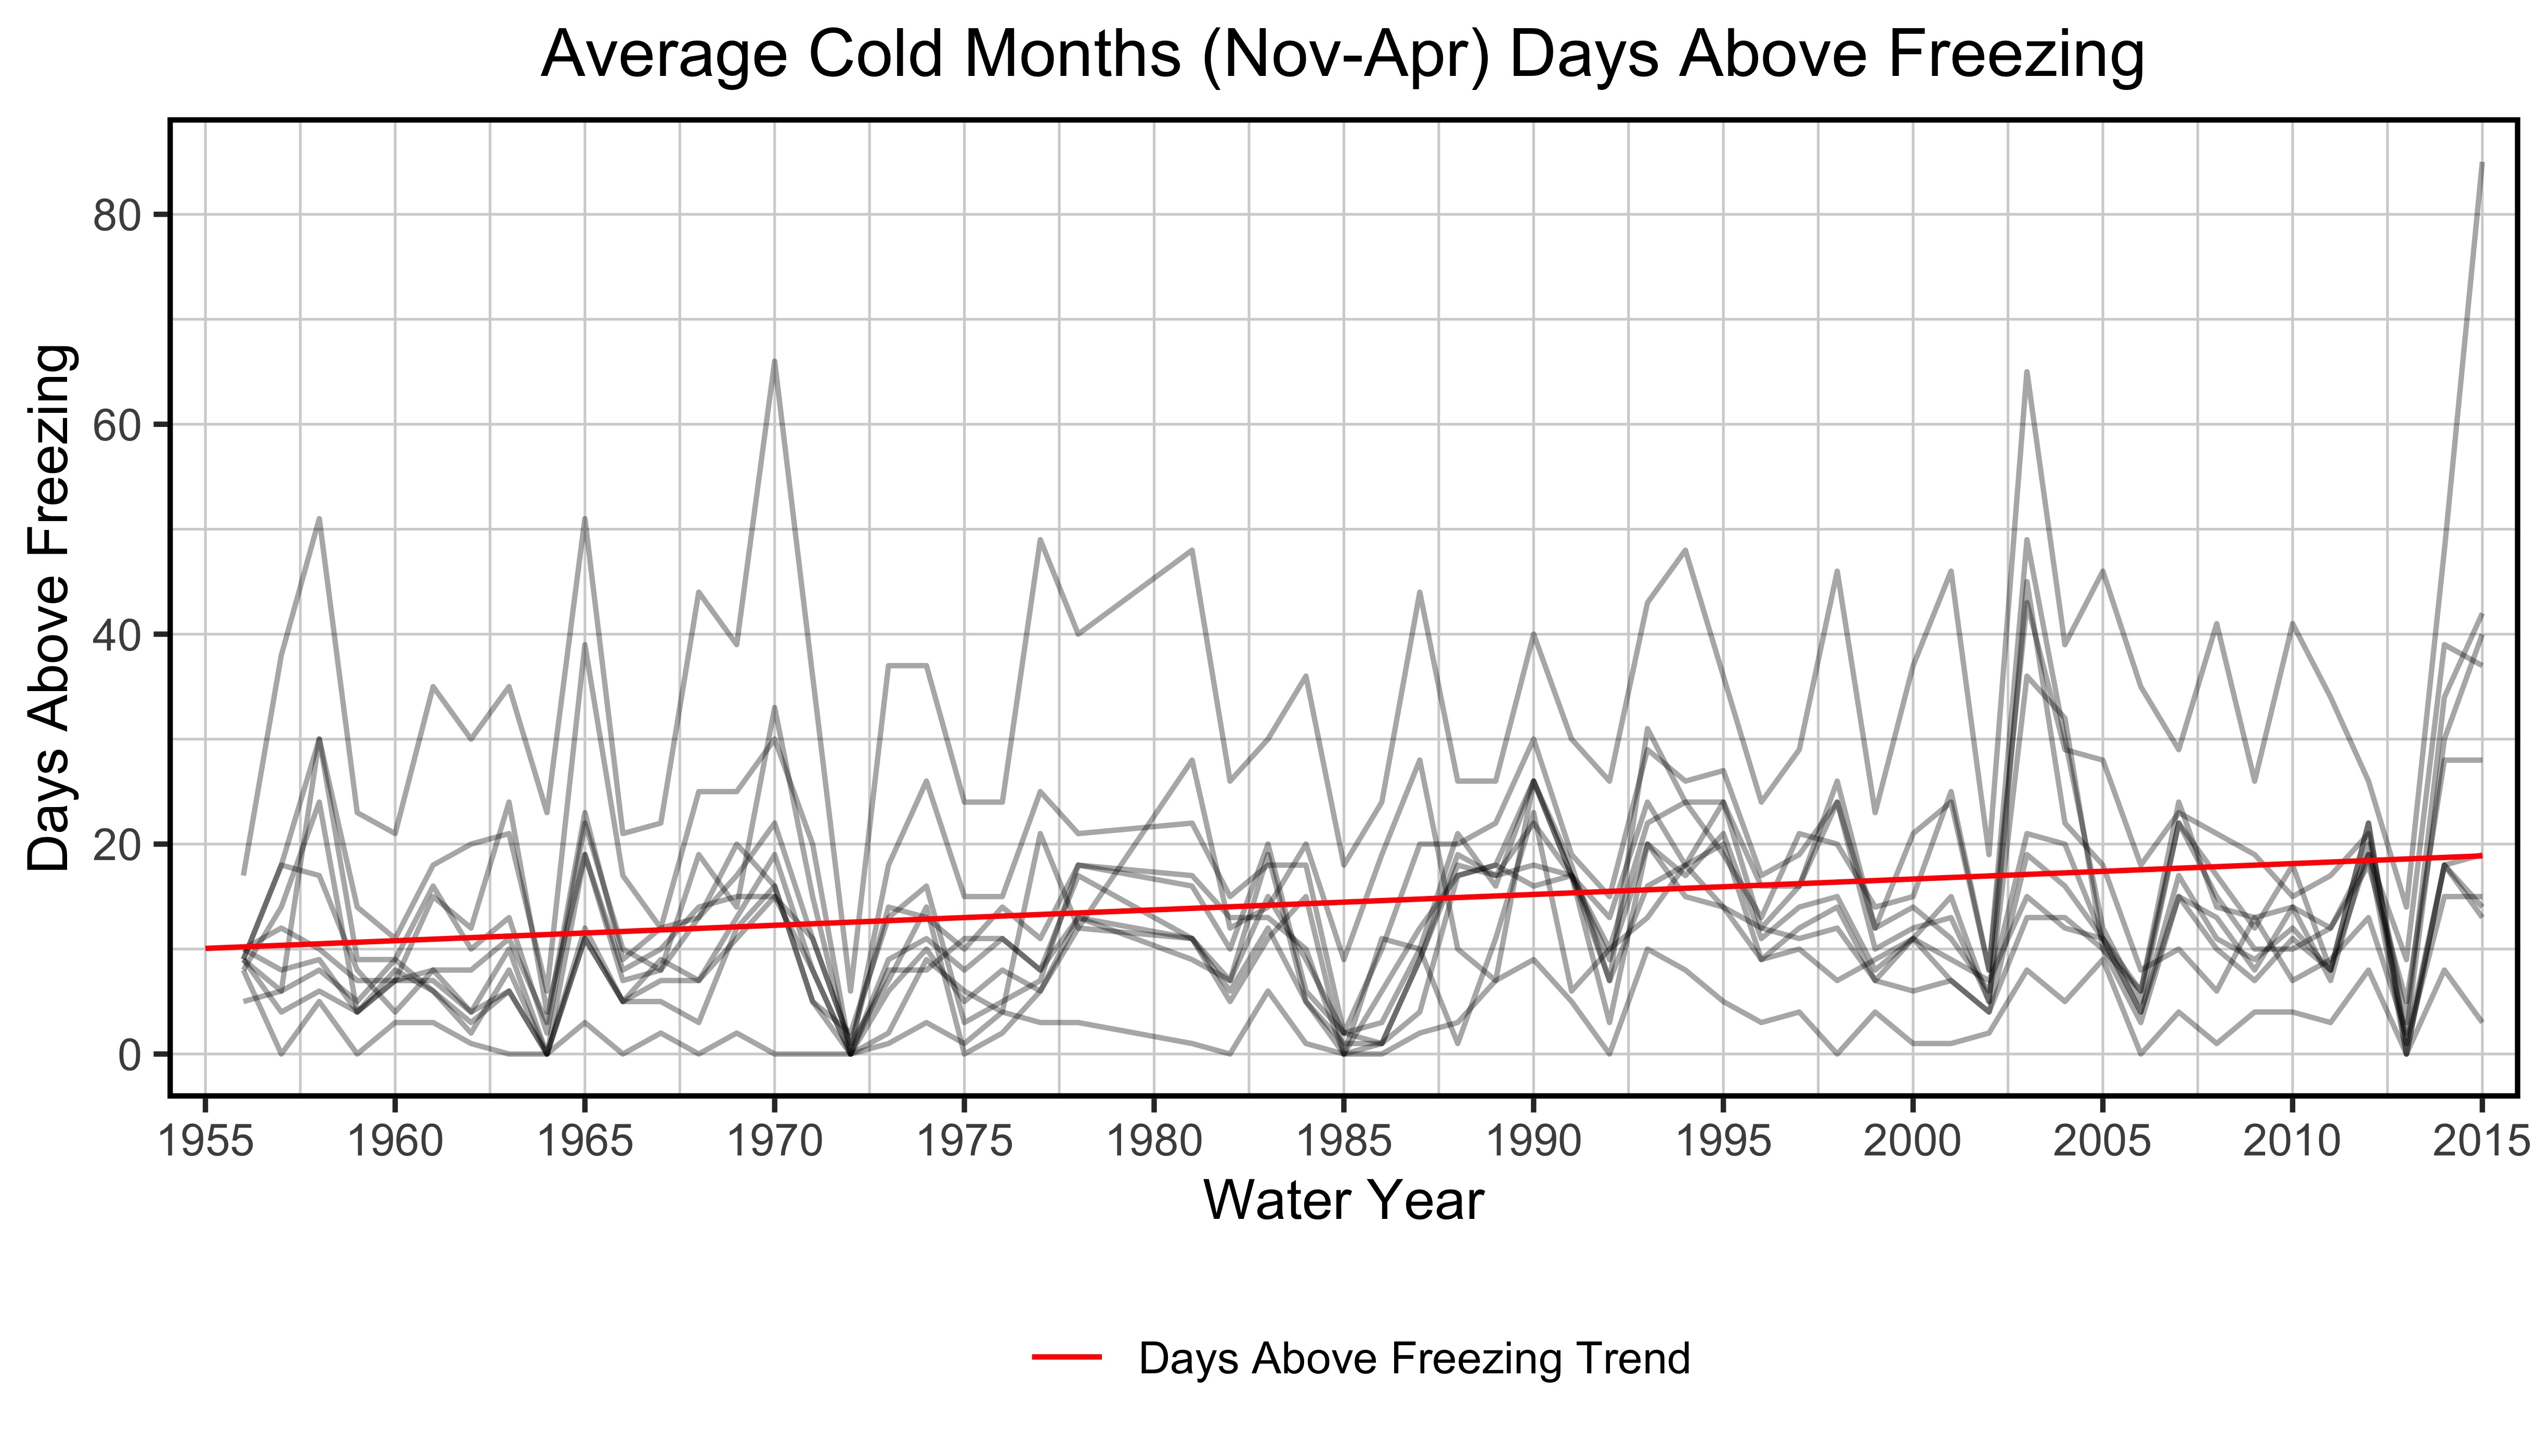 Average Cold Months (Nov-Apr) Days Above Freezing
Days Above Freezing
80
60
40
20
0
1955 1960 1965 1970 1975 1980 1985 1990 1995 2000 2005 2010 2015
Water Year
Days Above Freezing Trend